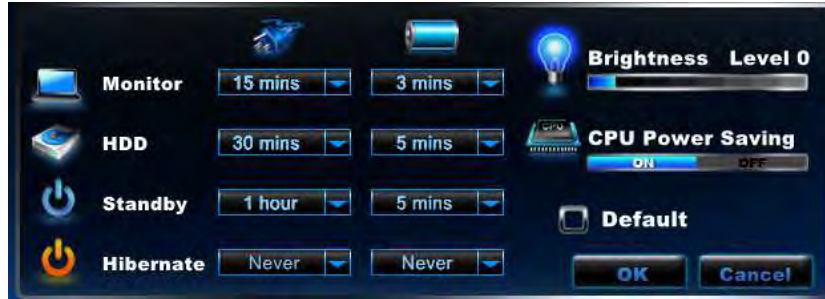 Brightness Level 0
Monitor 15 mins 3 mins
CPU
HDD 30 mins 5 mins CPU Power Saving
ON OFF
Standby 1 hour 5 mins
Default
Hibernate Never Never
OK Cancel